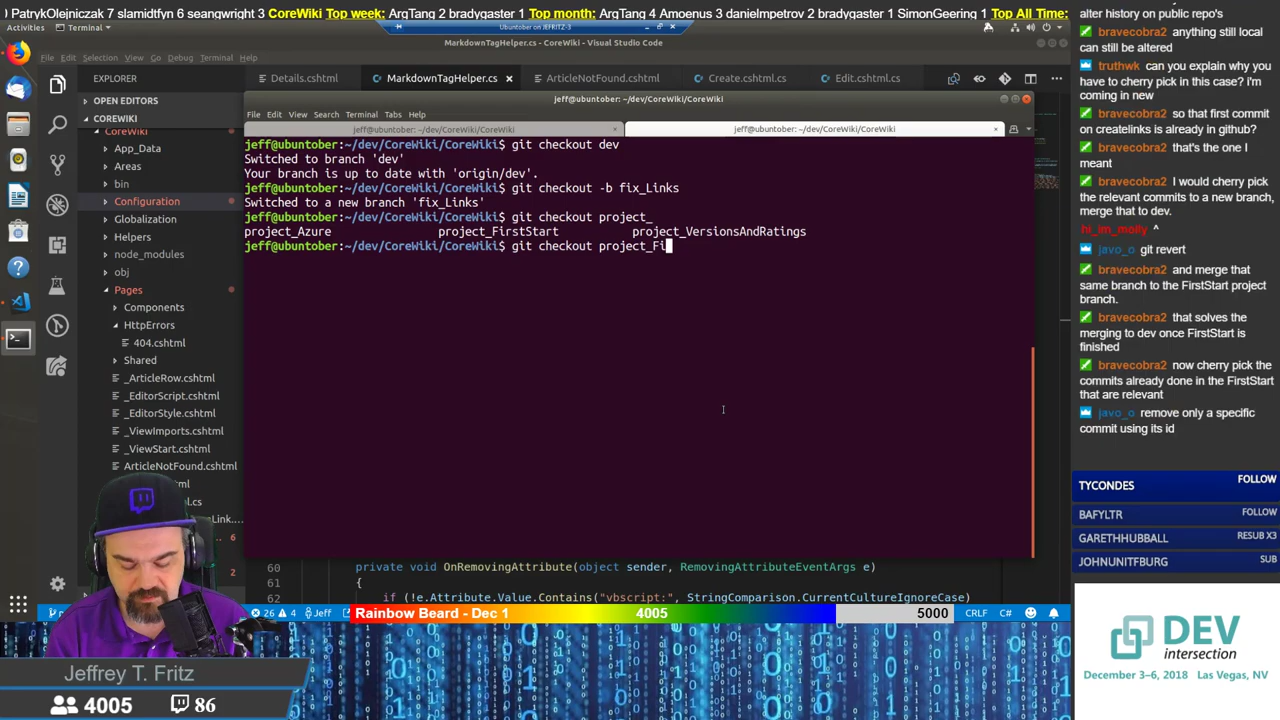 ) PatrykOlejniczak 7 slamidtfyn 6 seangwright 3 CoreWiki Top week: ArgTang 2 bradygaster 1 Top month: ArgTang 4 Amoenus 3 danielmpetrov 2 bradygaster 1 SimonGeering 1 Top All Time:
Activities Terminal
Ubuntober on JEFRITZ-3
MarkdownTagHelper.cs - CoreWiki - Visual Studio Code
File Edit Go Debug Terminal Help
EXPLORER
Details.cshtml
MarkdownTagHelper.cs
ArticleNotFound.cshtml
Create.cshtml.cs
Edit.cshtml.cs
OPEN EDITORS
COREWIKI
CoreWiki
App_Data
Areas
bin
Configuration
Globalization
Helpers
node_modules
obj
Pages
Components
HttpErrors
404.cshtml
Shared
_ArticleRow.cshtml
_EditorScript.cshtml
_EditorStyle.cshtml
_ViewImports.cshtml
_ViewStart.cshtml
ArticleNotFound.cshtml
6
2
jeff@ubuntober: ~/dev/CoreWiki/CoreWiki
File Edit View Search Terminal Tabs Help
jeff@ubuntober: ~/dev/CoreWiki/CoreWiki
jeff@ubuntober: ~/dev/CoreWiki/CoreWiki
jeff@ubuntober:~/dev/CoreWiki/CoreWiki$ git checkout dev
Switched to branch 'dev'
Your branch is up to date with 'origin/dev'.
jeff@ubuntober:~/dev/CoreWiki/CoreWiki$ git checkout -b fix_Links
Switched to a new branch 'fix_Links'
jeff@ubuntober:~/dev/CoreWiki/CoreWiki$ git checkout project_
project_Azure project_FirstStart project_VersionsAndRatings
jeff@ubuntober:~/dev/CoreWiki/CoreWiki$ git checkout project_Fi
60 private void OnRemovingAttribute(object sender, RemovingAttributeEventArgs e)
61 {
62 if (!e.Attribute.Value.Contains("vbscript:", StringComparison.CurrentCultureIgnoreCase)
26 4 Jeff
Rainbow Beard - Dec 1 4005 5000
CRLF C#
alter history on public repo's
bravecobra2 anything still local
can still be altered
truthwk can you explain why you
have to cherry pick in this case? i'm
coming in new
bravecobra2 so that first commit
on createlinks is already in github?
bravecobra2 that's the one I
meant
bravecobra2 I would cherry pick
the relevant commits to a new branch,
merge that to dev.
hi_im_molly ^
javo_o git revert
bravecobra2 and merge that
same branch to the FirstStart project
branch.
bravecobra2 that solves the
merging to dev once FirstStart is
finished
bravecobra2 now cherry pick the
commits already done in the FirstStart
that are relevant
javo_o remove only a specific
commit using its id
TYCONDES FOLLOW
BAFYLTR FOLLOW
GARETHHUBBALL RESUB X3
JOHNUNITFBURG SUB
DEV
intersection
December 3-6, 2018 Las Vegas, NV
Jeffrey T. Fritz
4005 86